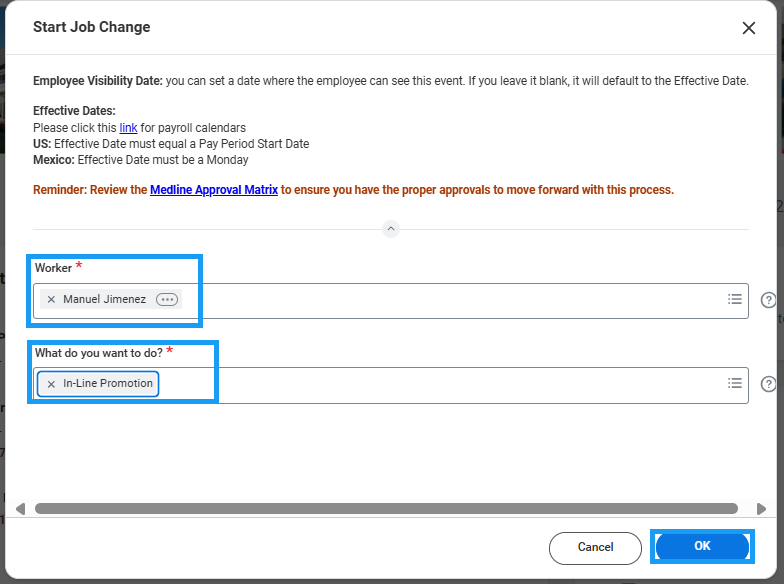 Start Job Change
Employee Visibility Date: you can set a date where the employee can see this event. If you leave it blank, it will default to the Effective Date.
Effective Dates:
Please click this link for payroll calendars
US: Effective Date must equal a Pay Period Start Date
Mexico: Effective Date must be a Monday
Reminder: Review the Medline Approval Matrix to ensure you have the proper approvals to move forward with this process.
Worker *
× Manuel Jimenez
What do you want to do? *
× In-Line Promotion
Cancel
OK